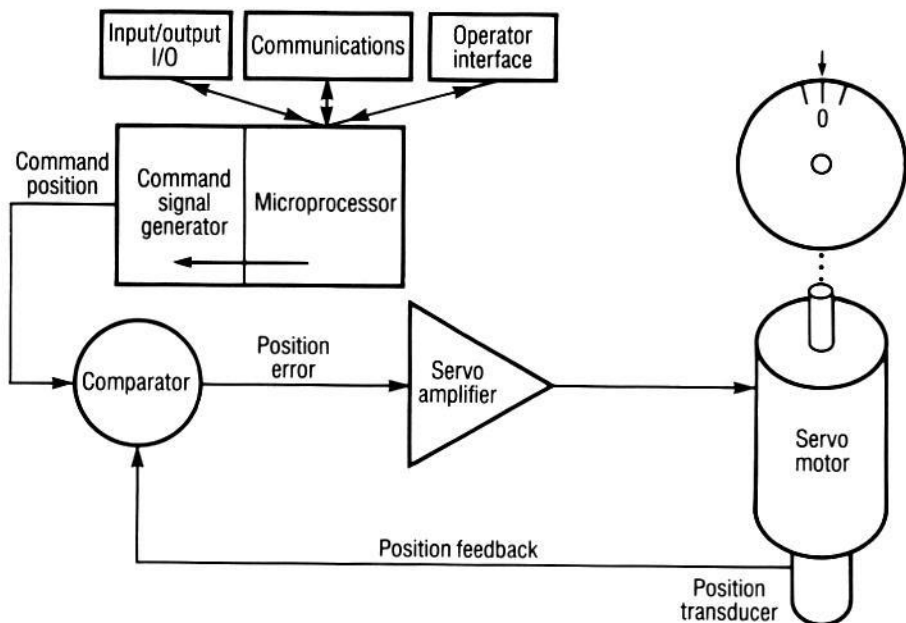 Input/output
I/O
Communications
Operator
interface
0
Command
position
Command
signal
generator
Microprocessor
Comparator
Position
error
Servo
amplifier
Servo
motor
Position feedback
Position
transducer